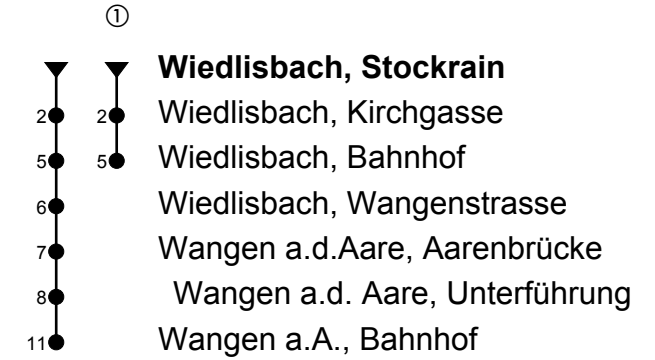 ①
Wiedlisbach, Stockrain
2 2 Wiedlisbach, Kirchgasse
5 5 Wiedlisbach, Bahnhof
6 Wiedlisbach, Wangenstrasse
7 Wangen a.d.Aare, Aarenbrücke
8 Wangen a.d. Aare, Unterführung
11 Wangen a.A., Bahnhof